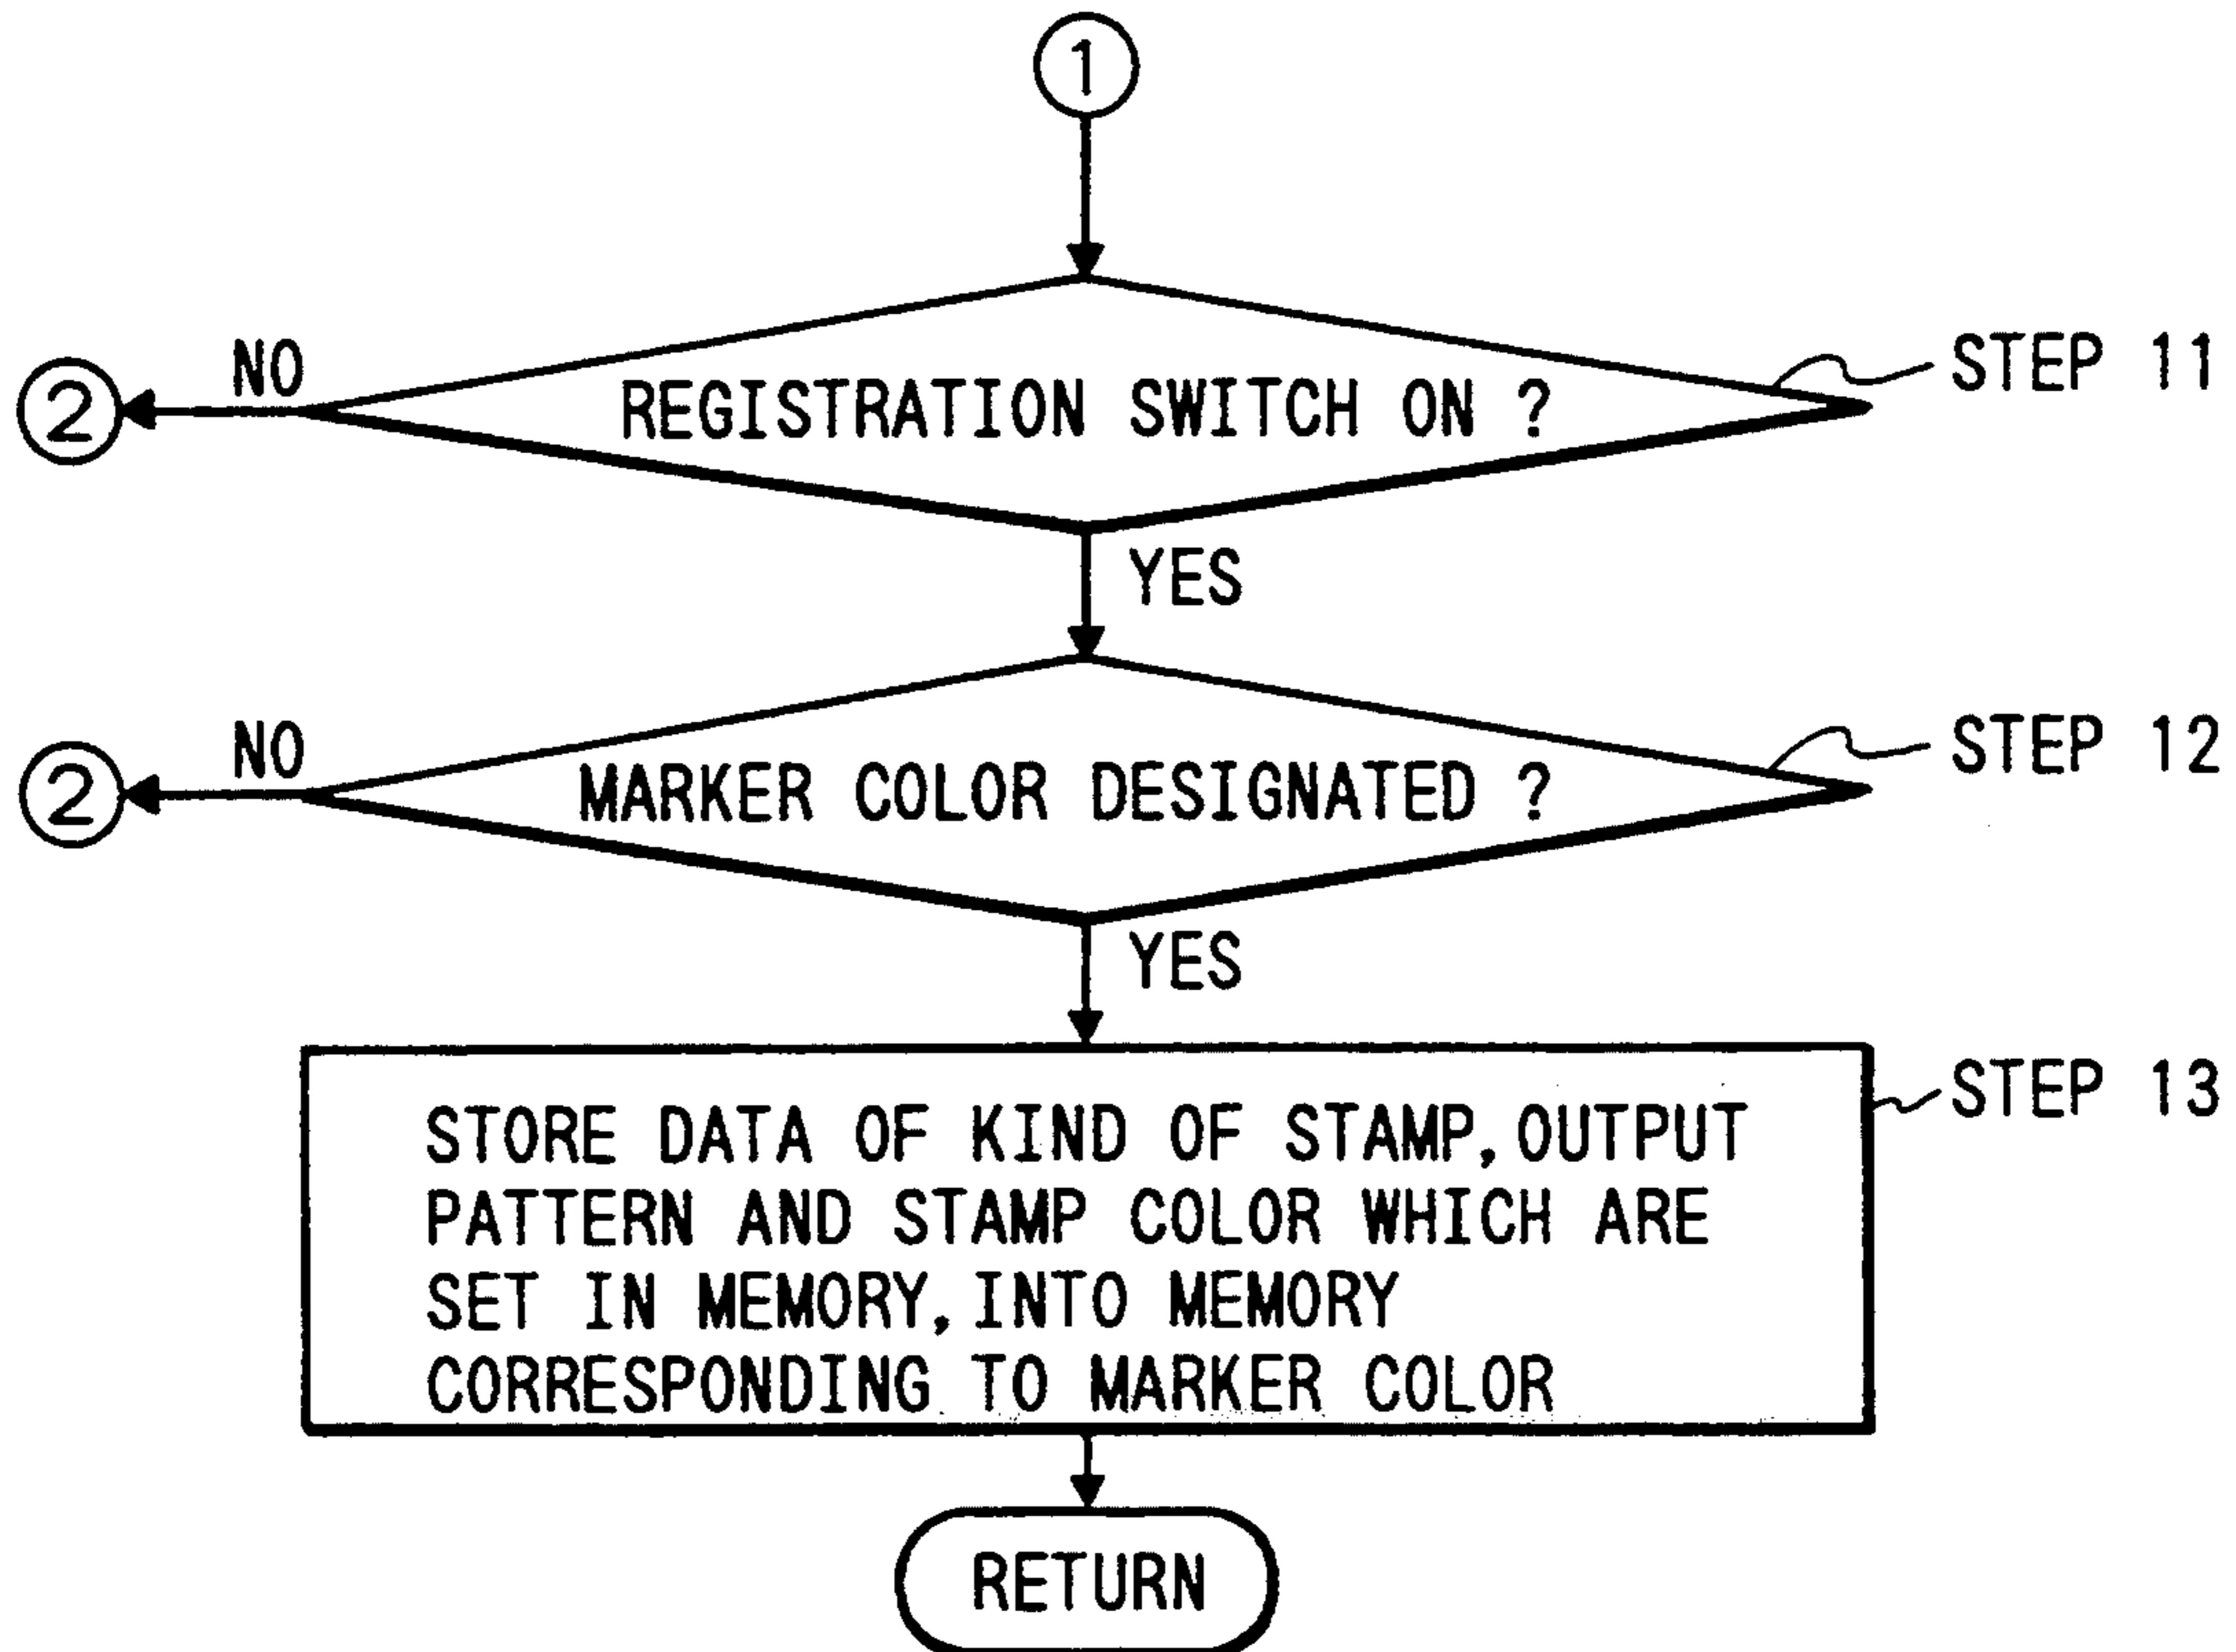 1
NO
REGISTRATION SWITCH ON ?
STEP 11
2
YES
NO
MARKER COLOR DESIGNATED ?
STEP 12
2
YES
STORE DATA OF KIND OF STAMP, OUTPUT
PATTERN AND STAMP COLOR WHICH ARE
SET IN MEMORY, INTO MEMORY
CORRESPONDING TO MARKER COLOR
STEP 13
RETURN